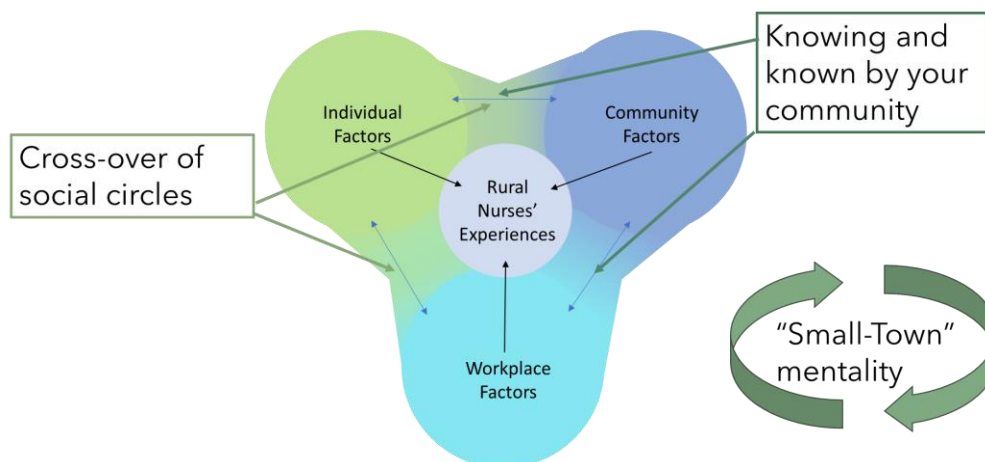 Knowing and
known by your
community
Individual
Factors
Community
Factors
Cross-over of
social circles
Rural
Nurses’
Experiences
“Small-Town”
mentality
Workplace
Factors